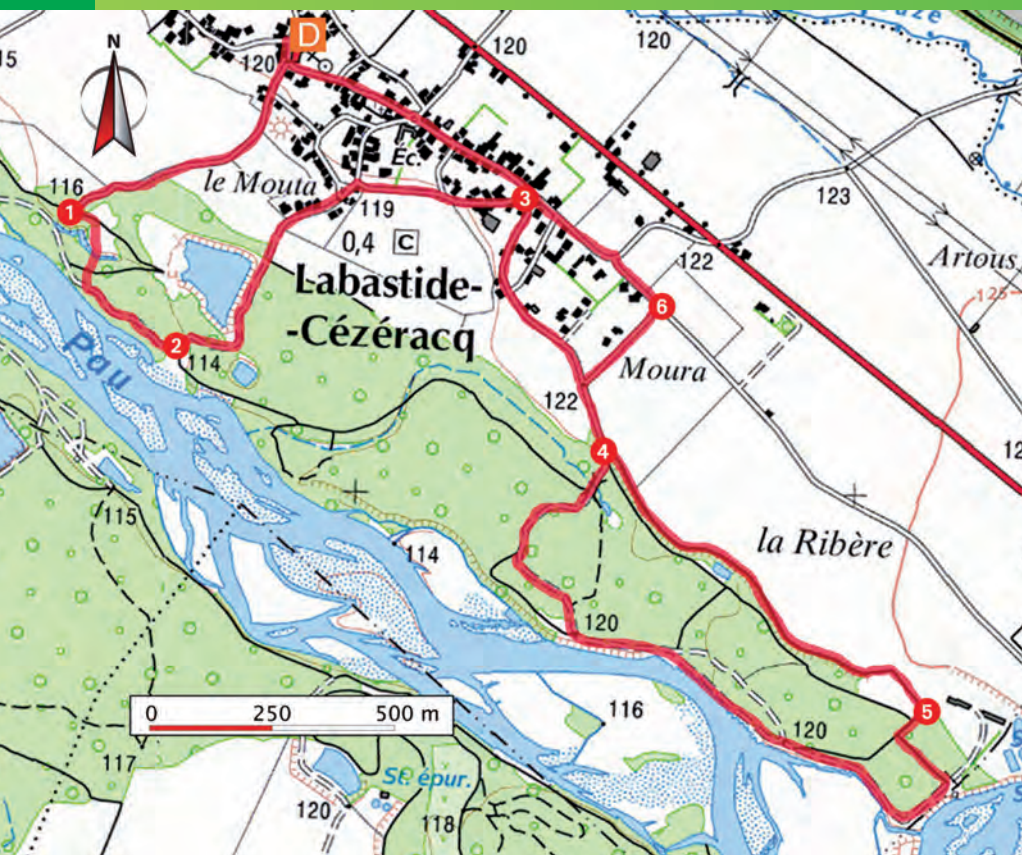 D
N
120
120
120
uze
15
Éc.
116
1
le Mouta
119
3
123
0,4 C
122
Artous
125
Labastide-
-Cézéracq
6
Pau
2
114
Moura
122
4
12
115
114
la Ribère
120
5
0 250 500 m
116
120
117
St. épur.
120
118